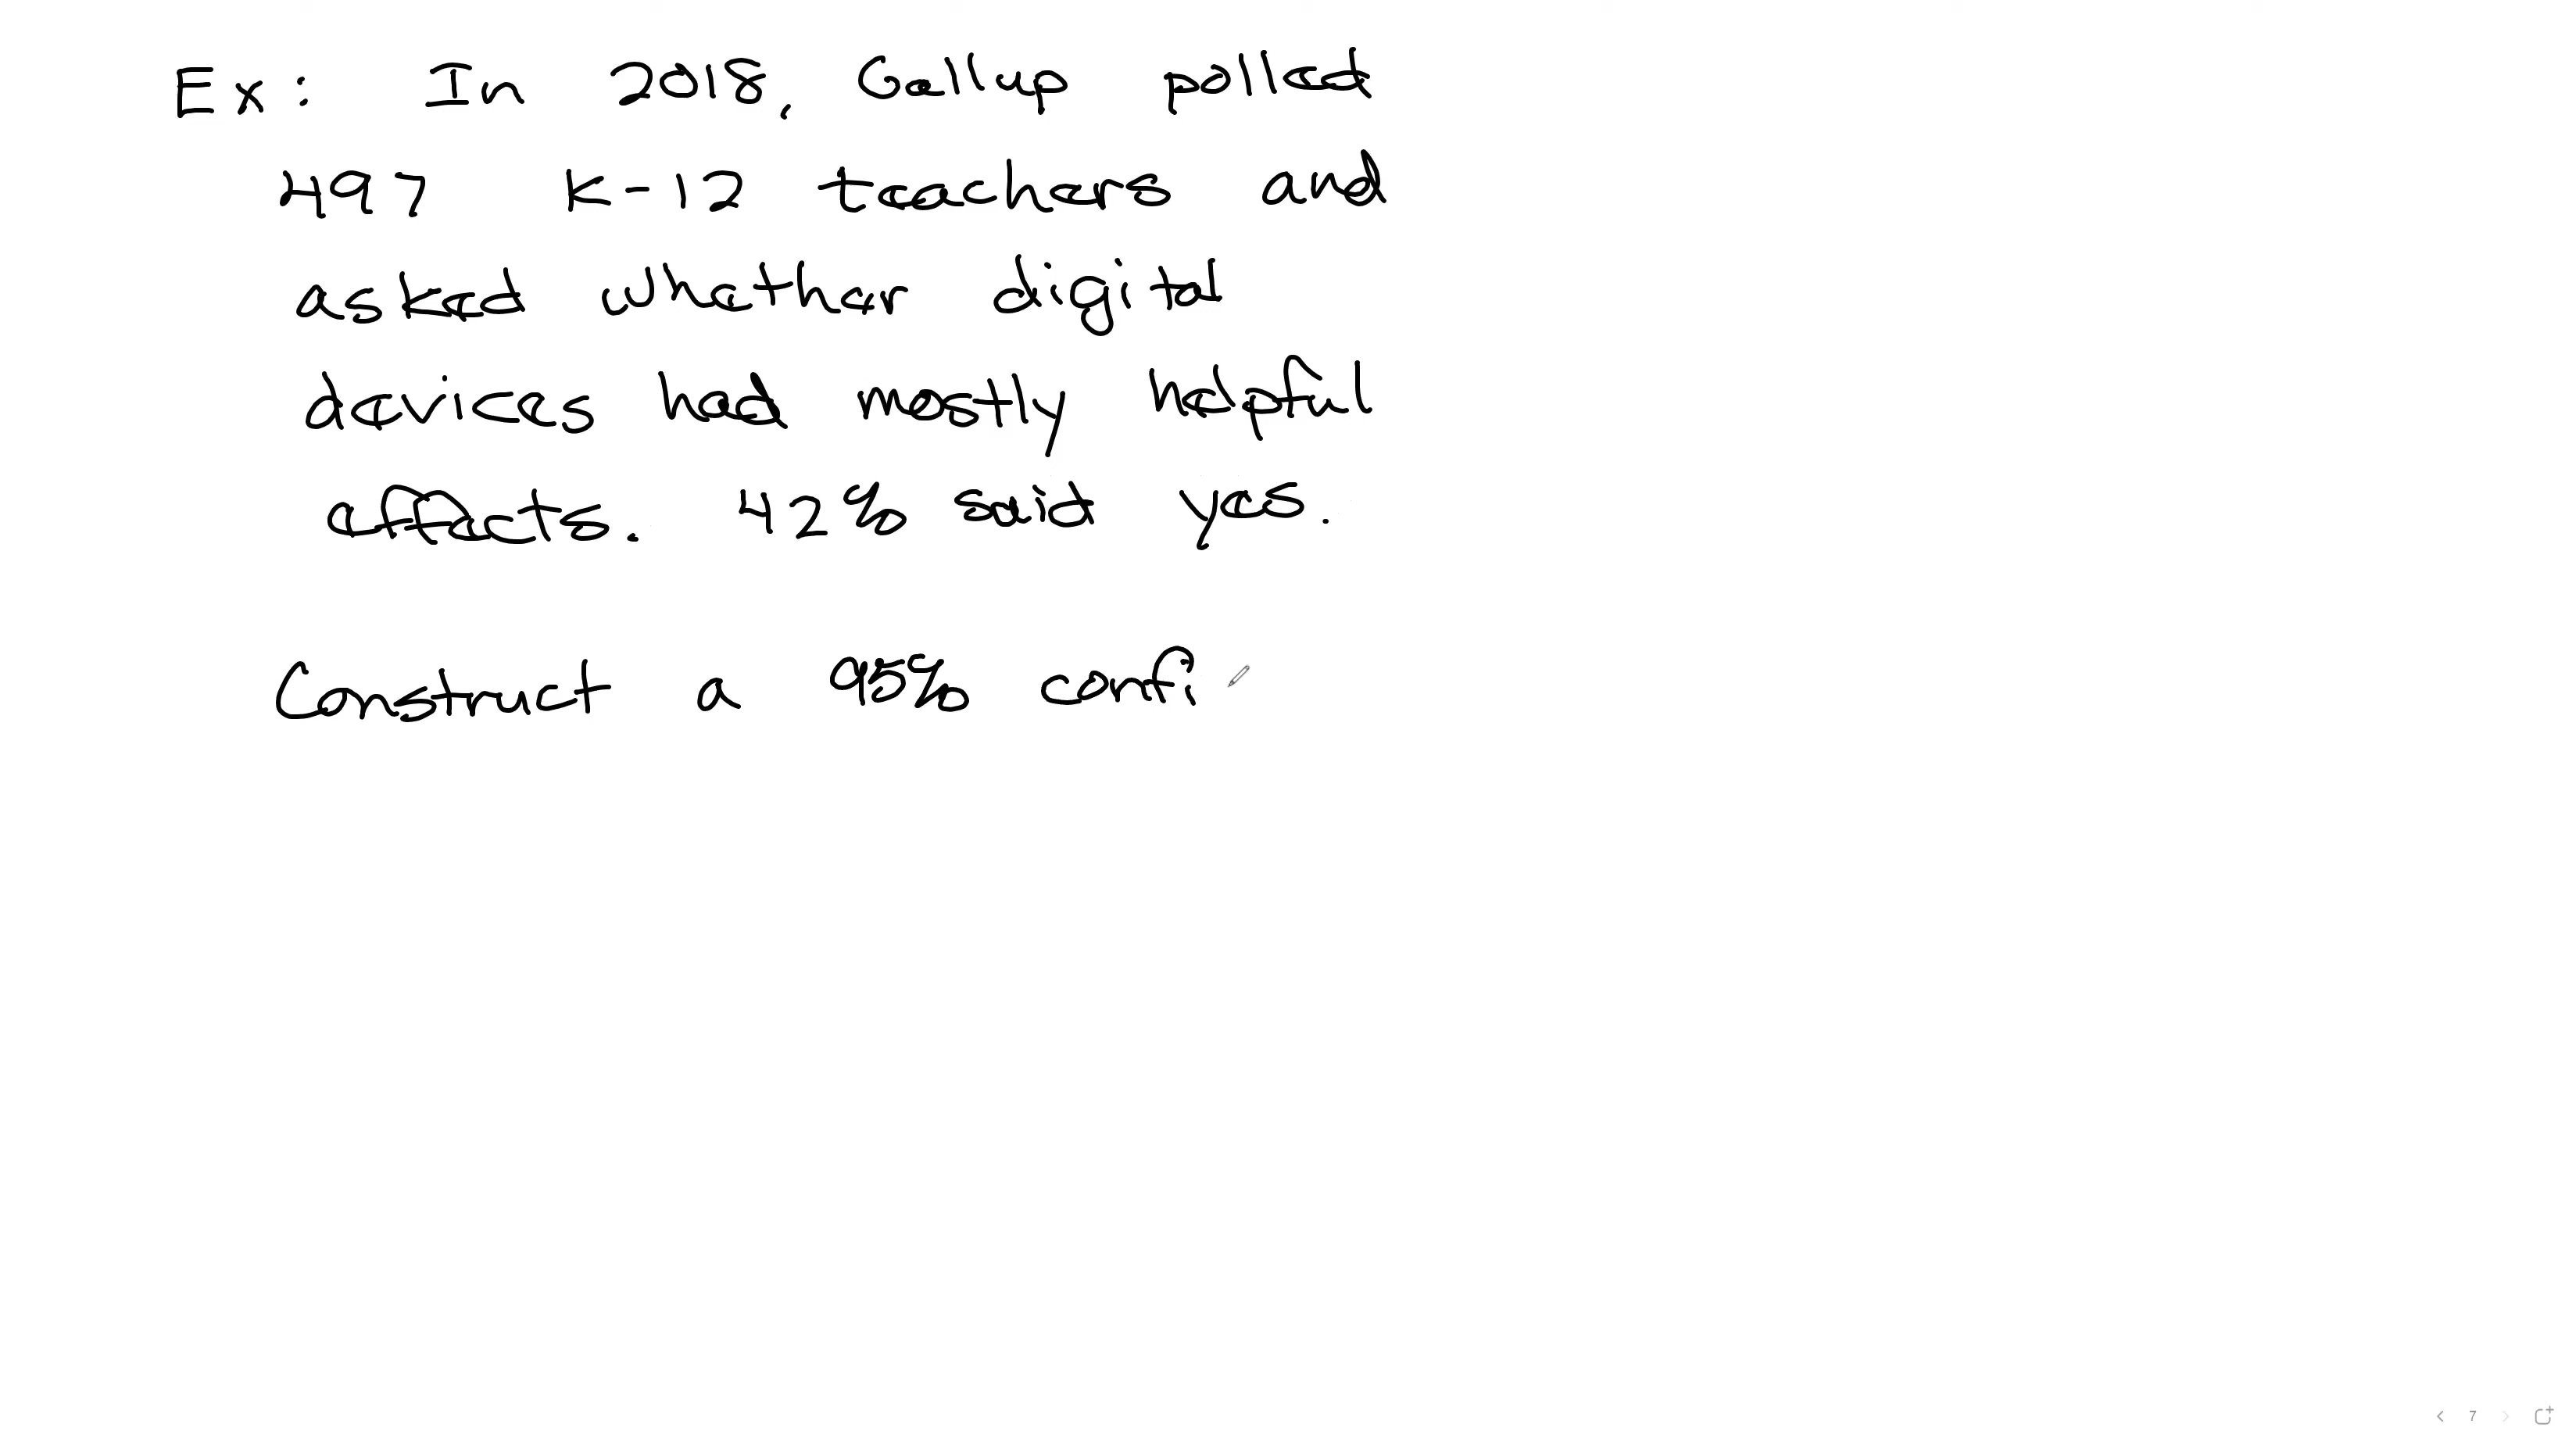 Ex: In 2018, Gallup polled
497 K-12 teachers and
asked whether digital
devices had mostly helpful
effects. 42% said yes.
Construct a 95% confi
7